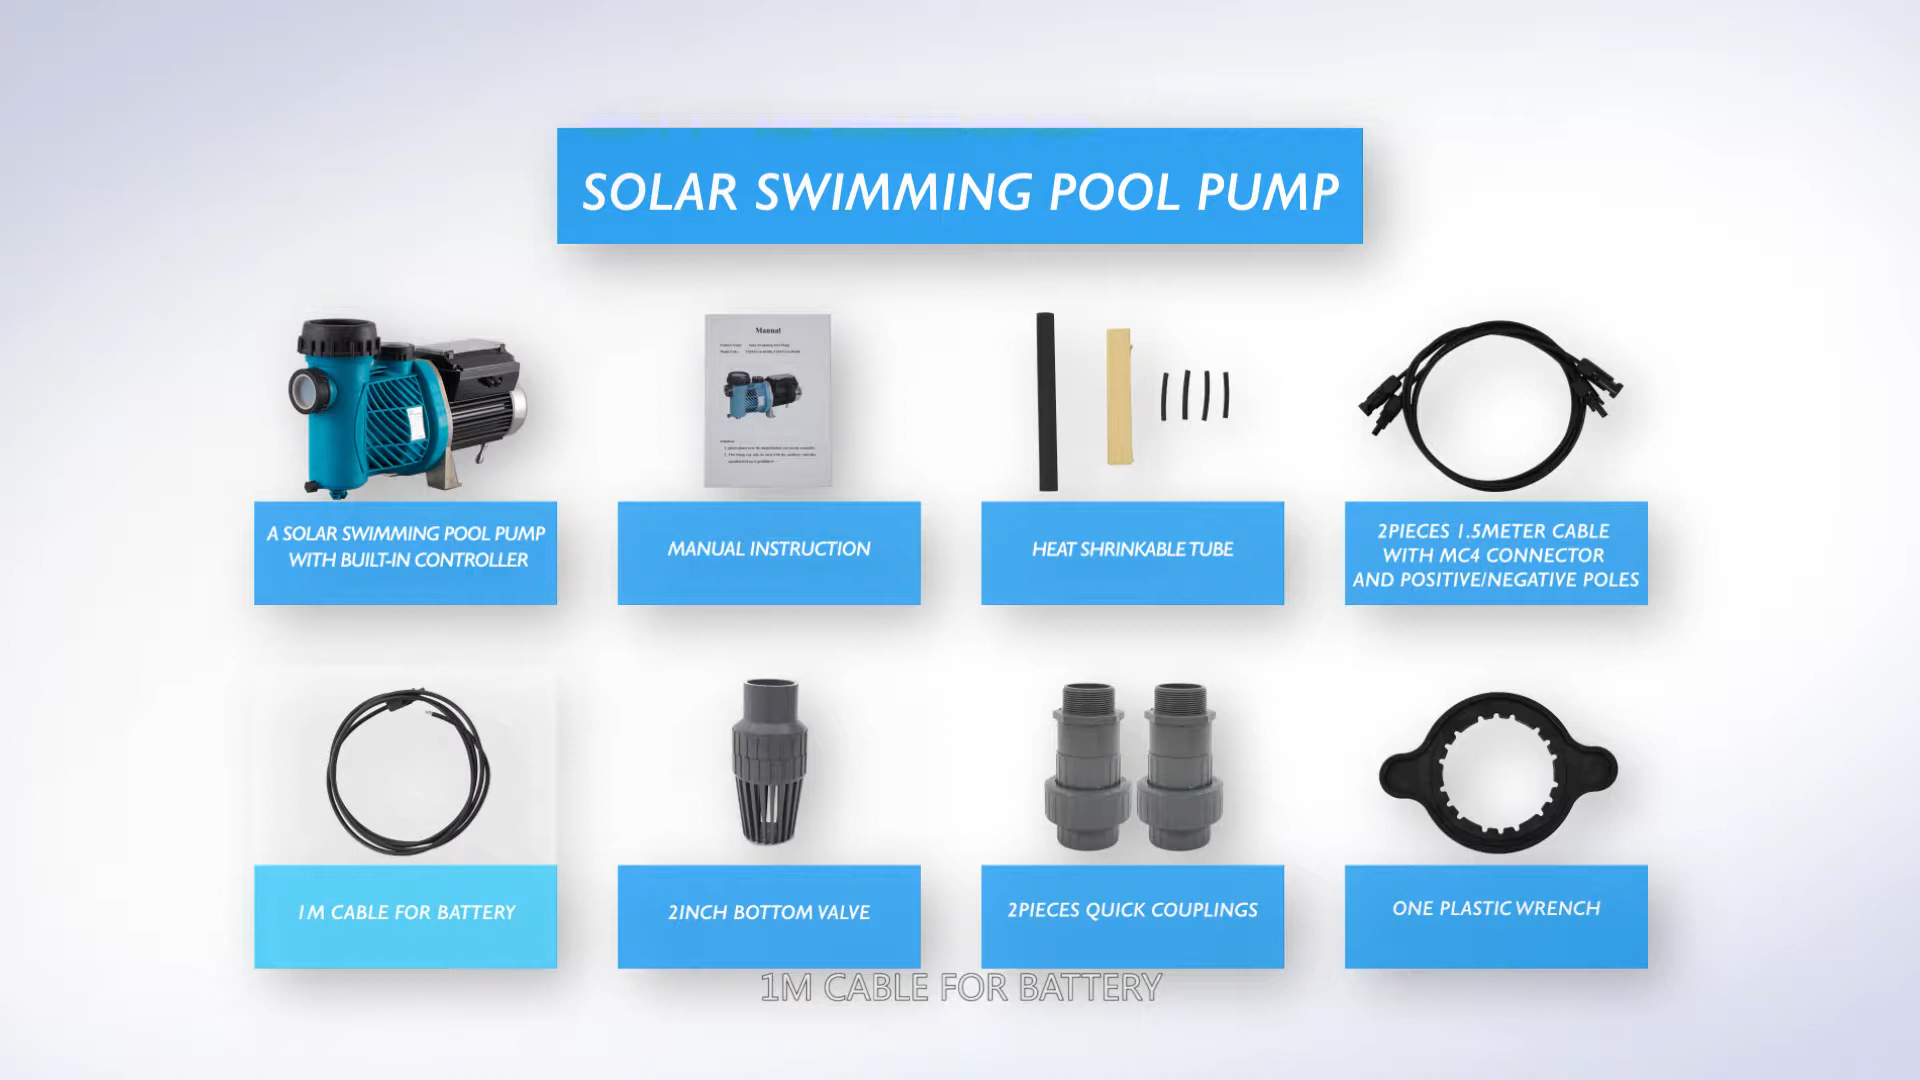 SOLAR SWIMMING POOL PUMP
Manual
A SOLAR SWIMMING POOL PUMP
WITH BUILT-IN CONTROLLER
MANUAL INSTRUCTION
HEAT SHRINKABLE TUBE
2PIECES 1.5METER CABLE
WITH MC4 CONNECTOR
AND POSITIVE/NEGATIVE POLES
1M CABLE FOR BATTERY
2INCH BOTTOM VALVE
2PIECES QUICK COUPLINGS
ONE PLASTIC WRENCH
1M CABLE FOR BATTERY